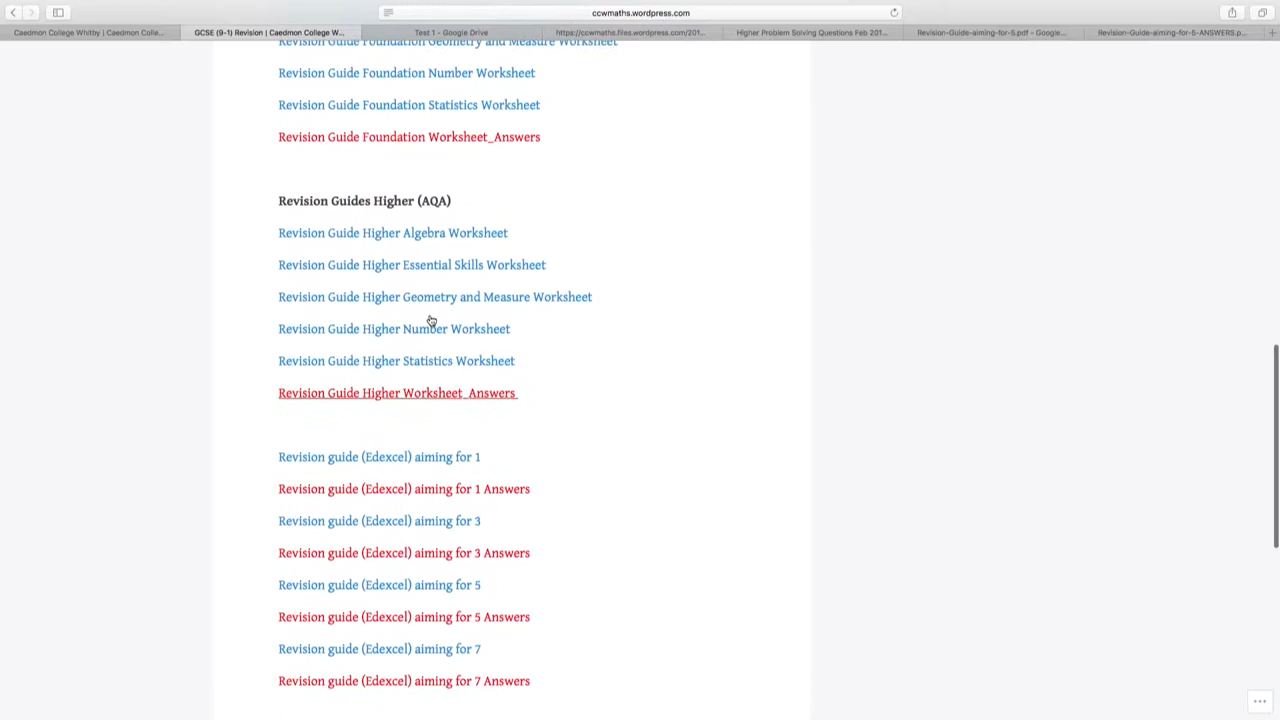 ccwmaths.wordpress.com
Caedmon College Whitby | Caedmon Colle...
GCSE (9-1) Revision | Caedmon College W...
Test 1 - Google Drive
https://ccwmaths.files.wordpress.com/201...
Higher Problem Solving Questions Feb 201...
Revision-Guide-aiming-for-5.pdf - Google...
Revision-Guide-aiming-for-5-ANSWERS.p...
Revision Guide Foundation Geometry and Measure Worksheet
Revision Guide Foundation Number Worksheet
Revision Guide Foundation Statistics Worksheet
Revision Guide Foundation Worksheet_Answers
Revision Guides Higher (AQA)
Revision Guide Higher Algebra Worksheet
Revision Guide Higher Essential Skills Worksheet
Revision Guide Higher Geometry and Measure Worksheet
Revision Guide Higher Number Worksheet
Revision Guide Higher Statistics Worksheet
Revision Guide Higher Worksheet_Answers
Revision guide (Edexcel) aiming for 1
Revision guide (Edexcel) aiming for 1 Answers
Revision guide (Edexcel) aiming for 3
Revision guide (Edexcel) aiming for 3 Answers
Revision guide (Edexcel) aiming for 5
Revision guide (Edexcel) aiming for 5 Answers
Revision guide (Edexcel) aiming for 7
Revision guide (Edexcel) aiming for 7 Answers